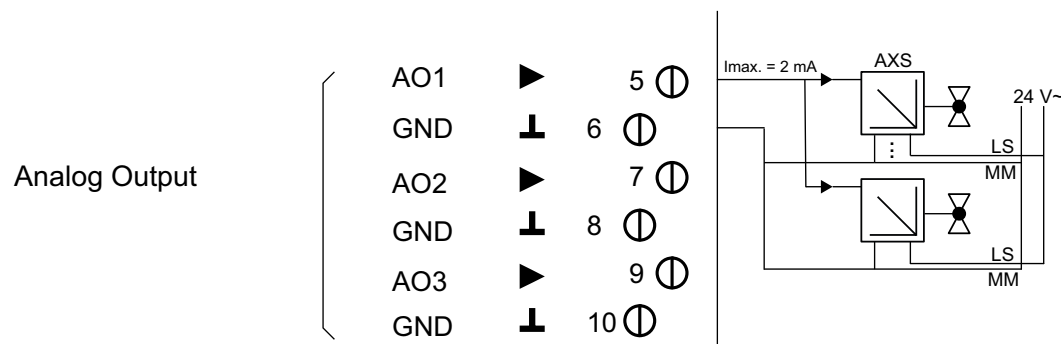 Analog Output
AO1 5
GND 6
AO2 7
GND 8
AO3 9
GND 10
Imax. = 2 mA
AXS
24 V~
LS
MM
LS
MM